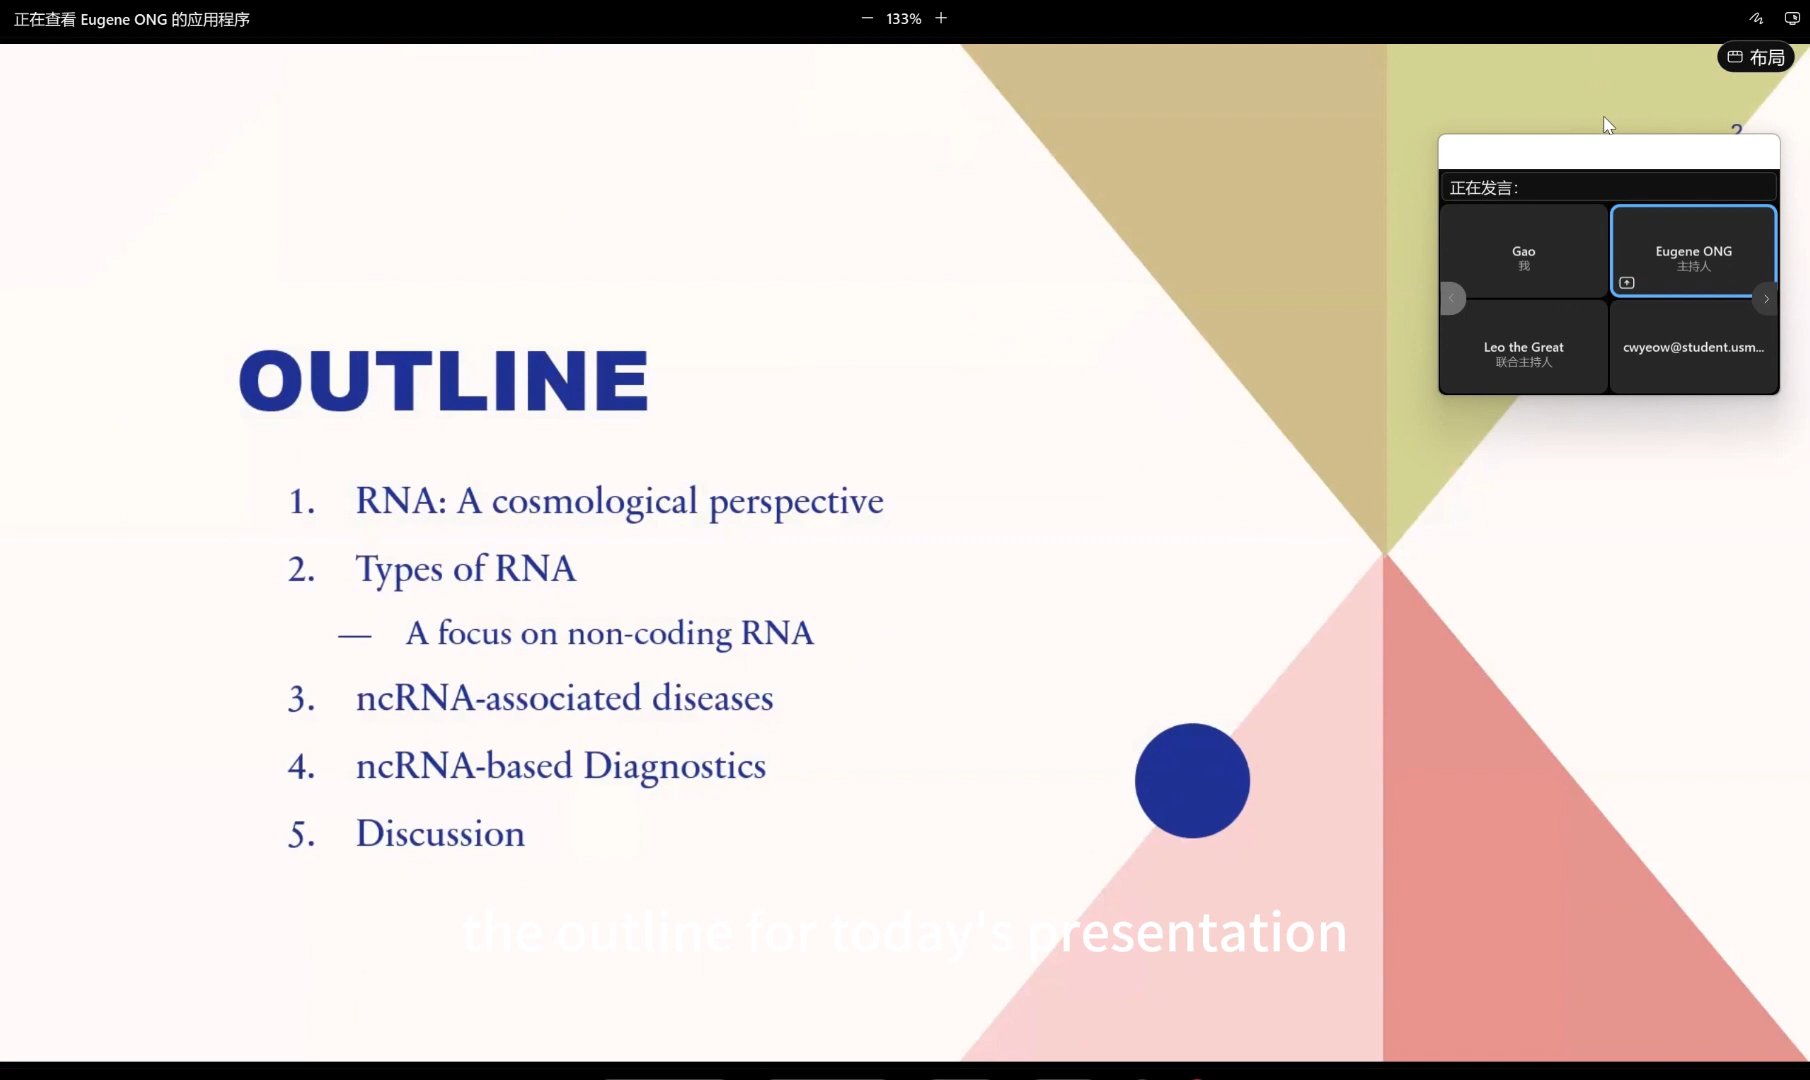 正在查看 Eugene ONG 的应用程序
133%
布局
2
正在发言:
Gao
我
Eugene ONG
主持人
Leo the Great
联合主持人
cwyeow@student.usm...
OUTLINE
1. RNA: A cosmological perspective
2. Types of RNA
— A focus on non-coding RNA
3. ncRNA-associated diseases
4. ncRNA-based Diagnostics
5. Discussion
the outline for today's presentation